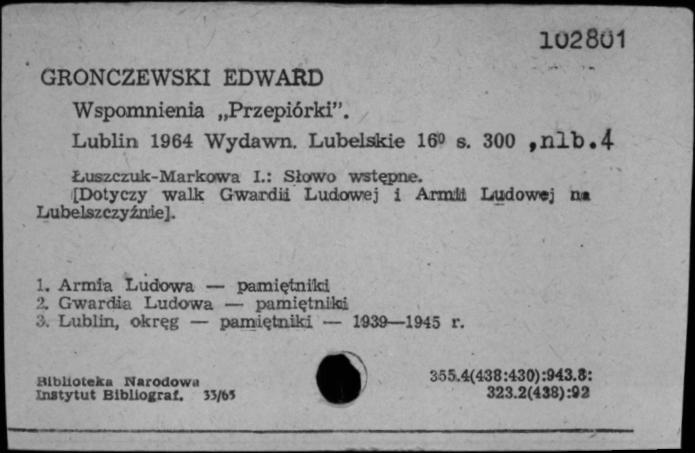 102801
GRONCZEWSKI EDWARD
Wspomnienia „Przepiórki”.
Lublin 1964 Wydawn. Lubelskie 16⁰ s. 300 ,nlb.4
Łuszczuk-Markowa I.: Słowo wstępne.
[Dotyczy walk Gwardii Ludowej i Armii Ludowej na
Lubelszczyźnie].
1. Armia Ludowa — pamiętniki
2. Gwardia Ludowa — pamiętniki
3. Lublin, okręg — pamiętniki — 1939—1945 r.
Biblioteka Narodowa
Instytut Bibliograf. 33/65
355.4(438:430):943.8:
323.2(438):92